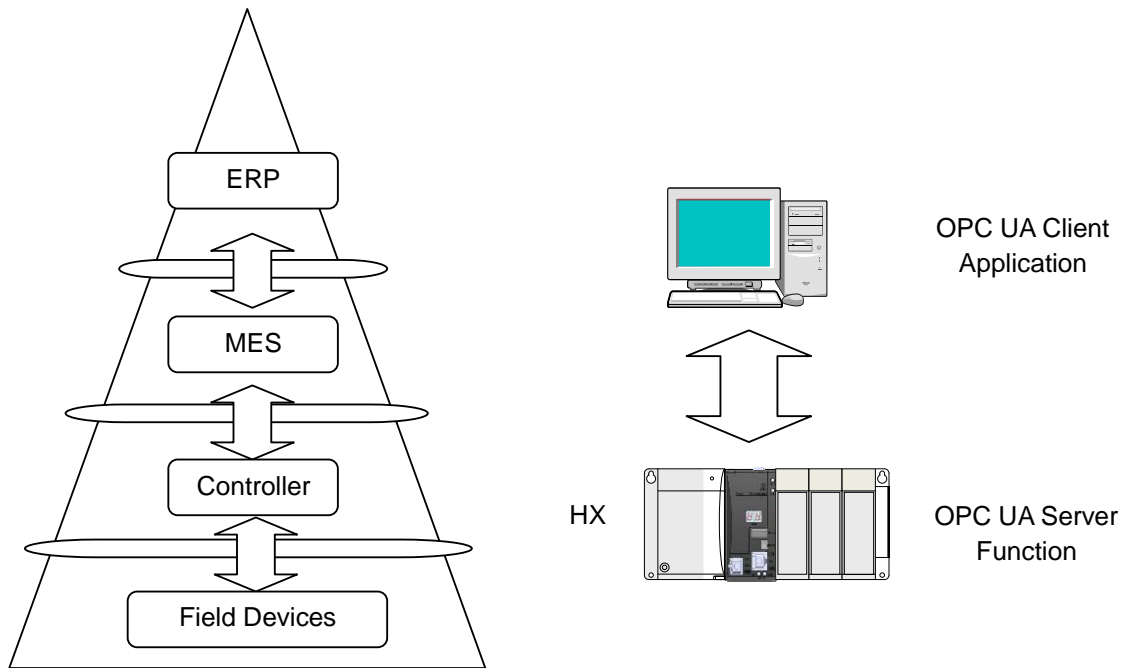 ERP
MES
Controller
Field Devices
OPC UA Client
Application
HX
OPC UA Server
Function